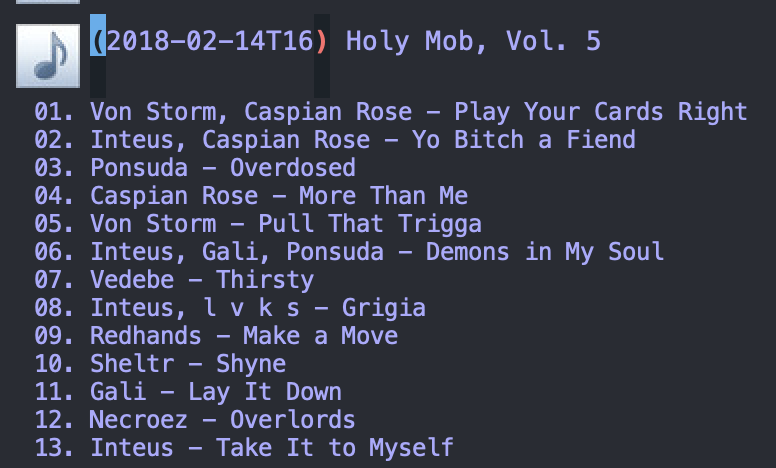 (2018-02-14T16) Holy Mob, Vol. 5
01. Von Storm, Caspian Rose – Play Your Cards Right
02. Inteus, Caspian Rose – Yo Bitch a Fiend
03. Ponsuda – Overdosed
04. Caspian Rose – More Than Me
05. Von Storm – Pull That Trigga
06. Inteus, Gali, Ponsuda – Demons in My Soul
07. Vedebe – Thirsty
08. Inteus, l v k s – Grigia
09. Redhands – Make a Move
10. Sheltr – Shyne
11. Gali – Lay It Down
12. Necroez – Overlords
13. Inteus – Take It to Myself